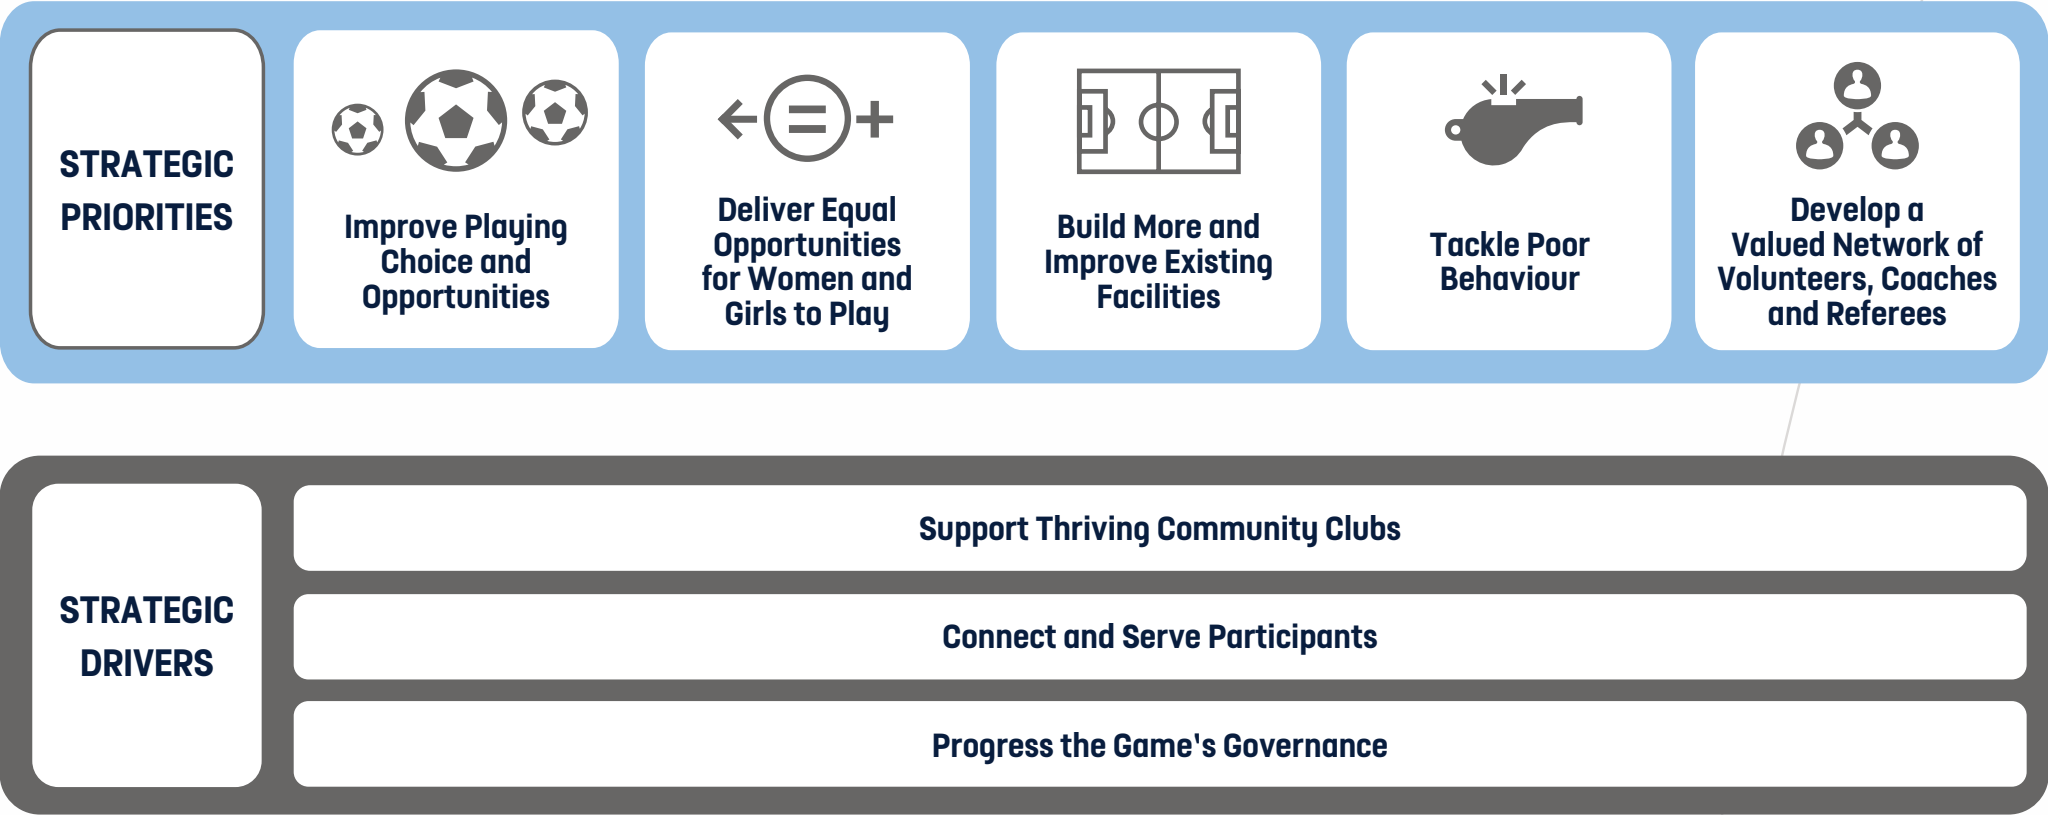 STRATEGIC
PRIORITIES
Improve Playing
Choice and
Opportunities
Deliver Equal
Opportunities
for Women and
Girls to Play
Build More and
Improve Existing
Facilities
Tackle Poor
Behaviour
Develop a
Valued Network of
Volunteers, Coaches
and Referees
STRATEGIC
DRIVERS
Support Thriving Community Clubs
Connect and Serve Participants
Progress the Game's Governance